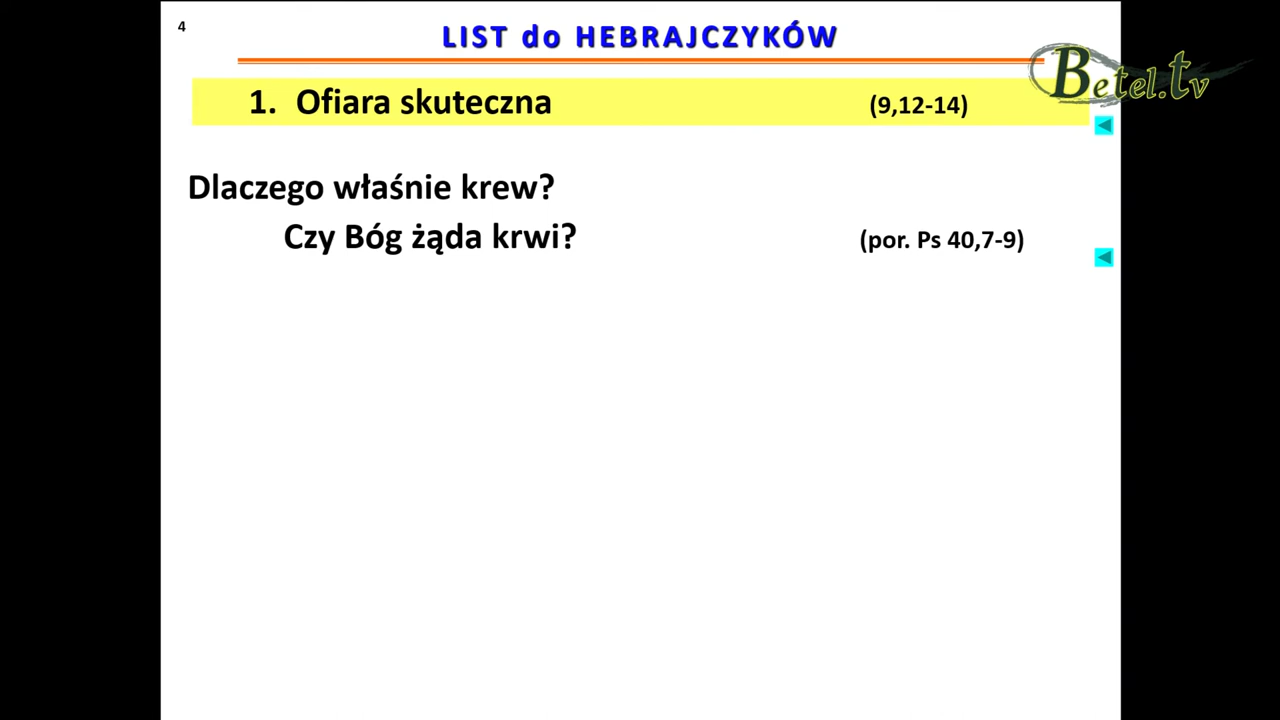 4
LIST do HEBRAJCZYKÓW
Betel.tv
1. Ofiara skuteczna (9,12-14)
Dlaczego właśnie krew?
Czy Bóg żąda krwi? (por. Ps 40,7-9)